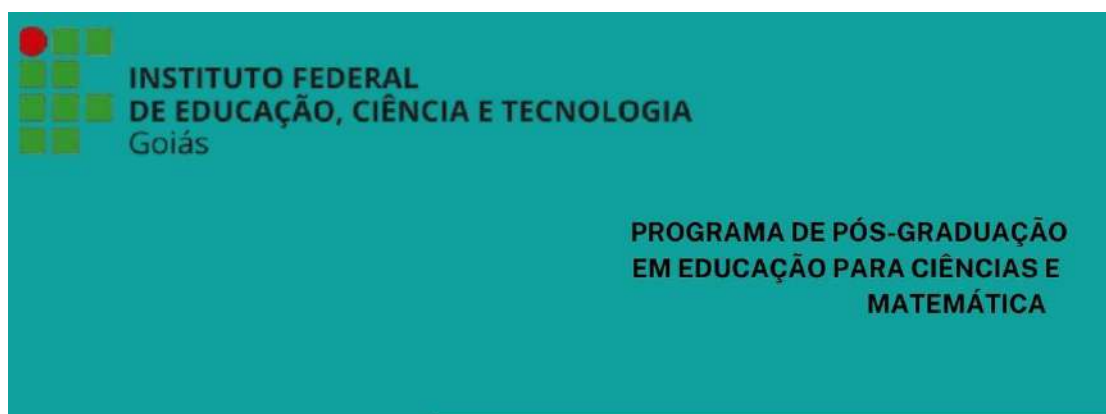 INSTITUTO FEDERAL
DE EDUCAÇÃO, CIÊNCIA E TECNOLOGIA
Goiás
PROGRAMA DE PÓS-GRADUAÇÃO
EM EDUCAÇÃO PARA CIÊNCIAS E
MATEMÁTICA